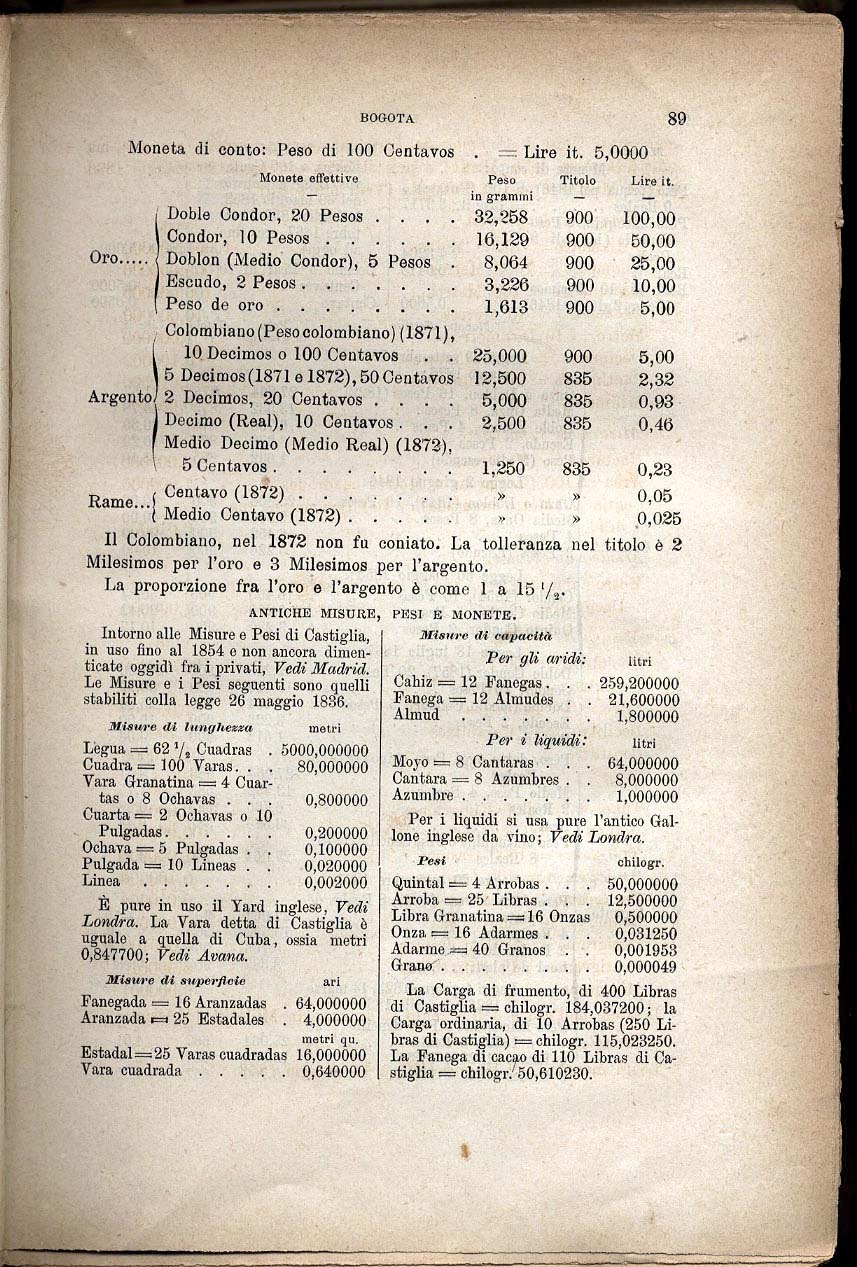 BOGOTA 89
Moneta di conto: Peso di 100 Centavos . = Lire it. 5,0000
Monete effettive Peso Titolo Lire it.
— in grammi — —
Doble Condor, 20 Pesos . . . . 32,258 900 100,00
Condor, 10 Pesos . . . . . . 16,129 900 50,00
Oro..... Doblon (Medio Condor), 5 Pesos . 8,064 900 25,00
Escudo, 2 Pesos . . . . . . . 3,226 900 10,00
Peso de oro . . . . . . . . 1,613 900 5,00
Colombiano (Peso colombiano) (1871),
10 Decimos o 100 Centavos . . 25,000 900 5,00
5 Decimos (1871 e 1872), 50 Centavos 12,500 835 2,32
Argento 2 Decimos, 20 Centavos . . . . 5,000 835 0,93
Decimo (Real), 10 Centavos . . . 2,500 835 0,46
Medio Decimo (Medio Real) (1872),
5 Centavos . . . . . . . . 1,250 835 0,23
Rame... Centavo (1872) . . . . . . . » » 0,05
Medio Centavo (1872) . . . . . » » 0,025
Il Colombiano, nel 1872 non fu coniato. La tolleranza nel titolo è 2
Milesimos per l'oro e 3 Milesimos per l'argento.
La proporzione fra l'oro e l'argento è come 1 a 15 1/2.
ANTICHE MISURE, PESI E MONETE.
Intorno alle Misure e Pesi di Castiglia,
in uso fino al 1854 e non ancora dimen-
ticate oggidì fra i privati, Vedi Madrid.
Le Misure e i Pesi seguenti sono quelli
stabiliti colla legge 26 maggio 1836.
Misure di lunghezza metri
Legua = 62 1/2 Cuadras . 5000,000000
Cuadra = 100 Varas. . . 80,000000
Vara Granatina = 4 Cuar-
tas o 8 Ochavas . . . 0,800000
Cuarta = 2 Ochavas o 10
Pulgadas. . . . . . 0,200000
Ochava = 5 Pulgadas . . 0,100000
Pulgada = 10 Lineas . . 0,020000
Linea . . . . . . . 0,002000
È pure in uso il Yard inglese, Vedi
Londra. La Vara detta di Castiglia è
uguale a quella di Cuba, ossia metri
0,847700; Vedi Avana.
Misure di superficie ari
Fanegada = 16 Aranzadas . 64,000000
Aranzada = 25 Estadales . 4,000000
metri qu.
Estadal = 25 Varas cuadradas 16,000000
Vara cuadrada . . . . . 0,640000
Misure di capacità
Per gli aridi: litri
Cahiz = 12 Fanegas. . . 259,200000
Fanega = 12 Almudes . . 21,600000
Almud . . . . . . . 1,800000
Per i liquidi: litri
Moyo = 8 Cantaras . . . 64,000000
Cantara = 8 Azumbres . . 8,000000
Azumbre . . . . . . . 1,000000
Per i liquidi si usa pure l'antico Gal-
lone inglese da vino; Vedi Londra.
Pesi chilogr.
Quintal = 4 Arrobas . . . 50,000000
Arroba = 25 Libras . . . 12,500000
Libra Granatina = 16 Onzas 0,500000
Onza = 16 Adarmes . . . 0,031250
Adarme = 40 Granos . . 0,001953
Grano . . . . . . . . 0,000049
La Carga di frumento, di 400 Libras
di Castiglia = chilogr. 184,037200; la
Carga ordinaria, di 10 Arrobas (250 Li-
bras di Castiglia) = chilogr. 115,023250.
La Fanega di cacao di 110 Libras di Ca-
stiglia = chilogr. 50,610230.